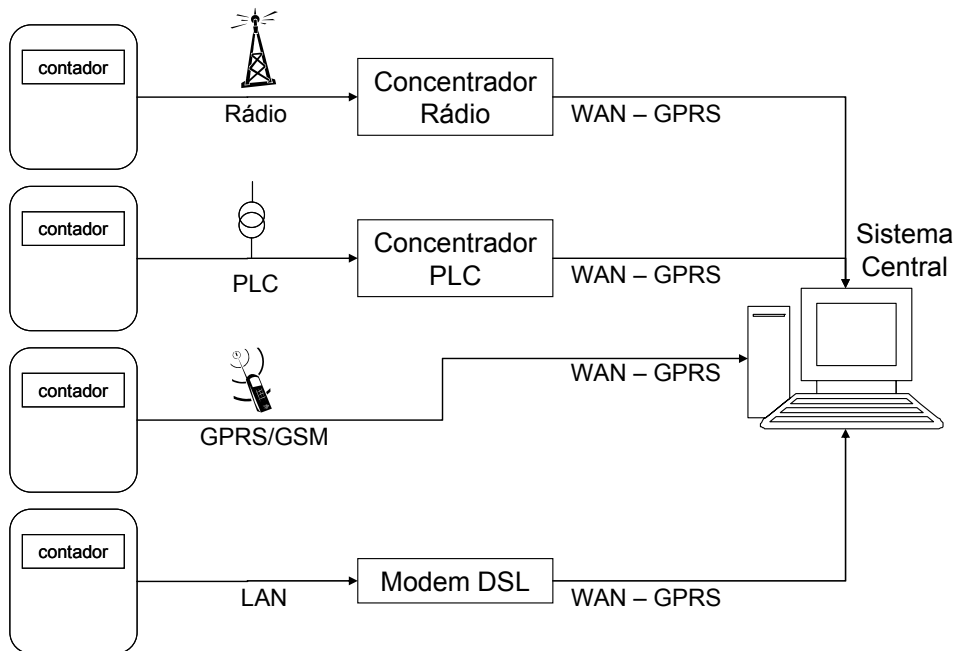 contador
Rádio
Concentrador
Rádio
WAN – GPRS
contador
PLC
Concentrador
PLC
WAN – GPRS
Sistema
Central
contador
GPRS/GSM
WAN – GPRS
contador
LAN
Modem DSL
WAN – GPRS